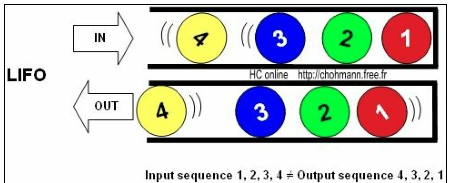 IN
4 3 2 1
LIFO
HC online http://chohmann.free.fr
OUT
4 3 2 1
Input sequence 1, 2, 3, 4 ≠ Output sequence 4, 3, 2, 1